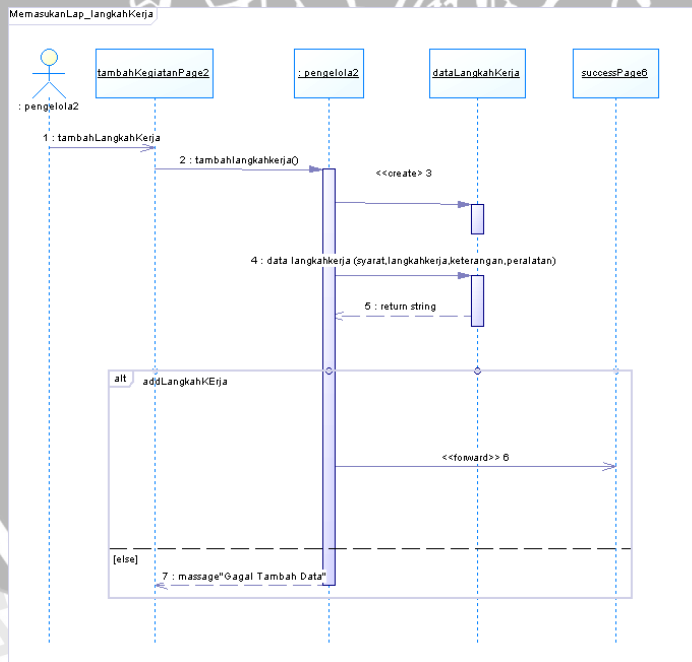 MemasukanLap_langkahKerja
tambahKegiatanPage2
: pengelola2
dataLangkahKerja
successPage6
: pengelola2
1 : tambahLangkahKerja
2 : tambahlangkahkerja()
<<create> 3
4 : data langkahkerja (syarat,langkahkerja,keterangan,peralatan)
5 : return string
alt
addLangkahKErja
<<forward>> 6
[else]
7 : massage"Gagal Tambah Data"